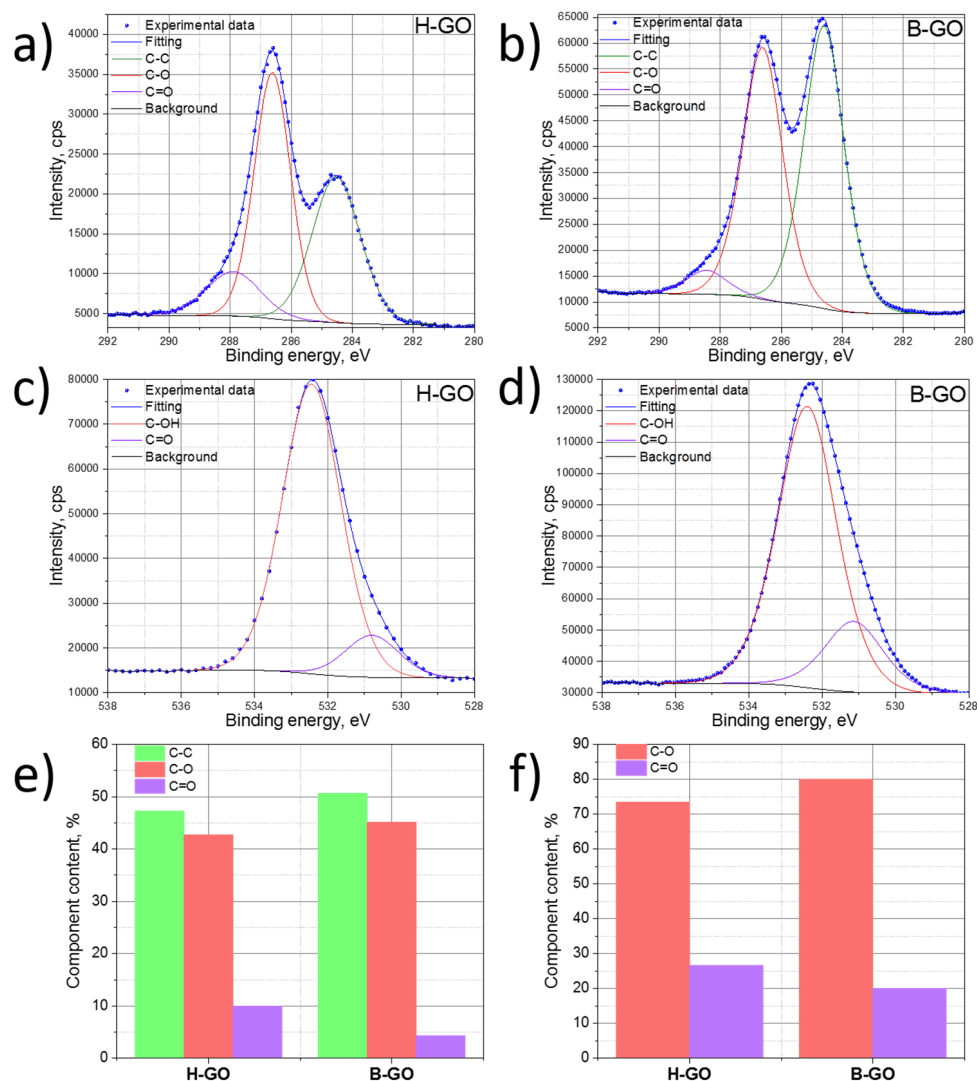 a)
H-GO
Experimental data
Fitting
C-C
C-O
C=O
Background
40000
35000
30000
25000
20000
15000
10000
5000
Intensity, cps
292 290 288 286 284 282 280
Binding energy, eV
b)
B-GO
Experimental data
Fitting
C-C
C-O
C=O
Background
65000
60000
55000
50000
45000
40000
35000
30000
25000
20000
15000
10000
5000
Intensity, cps
292 290 288 286 284 282 280
Binding energy, eV
c)
H-GO
Experimental data
Fitting
C-OH
C=O
Background
80000
70000
60000
50000
40000
30000
20000
10000
Intensity, cps
538 536 534 532 530 528
Binding energy, eV
d)
B-GO
Experimental data
Fitting
C-OH
C=O
Background
130000
120000
110000
100000
90000
80000
70000
60000
50000
40000
30000
Intensity, cps
538 536 534 532 530 528
Binding energy, eV
e)
C-C
C-O
C=O
60
50
40
30
20
10
0
Component content, %
H-GO B-GO
f)
C-O
C=O
90
80
70
60
50
40
30
20
10
0
Component content, %
H-GO B-GO